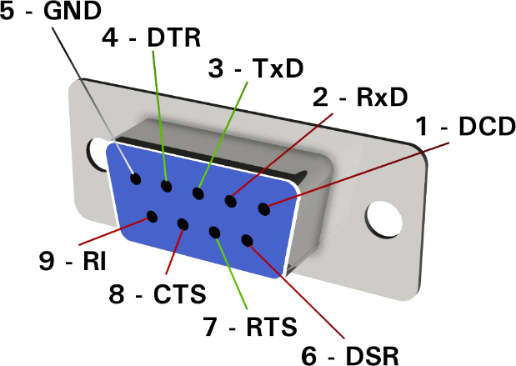 5 - GND
4 - DTR
3 - TxD
2 - RxD
1 - DCD
9 - RI
8 - CTS
7 - RTS
6 - DSR